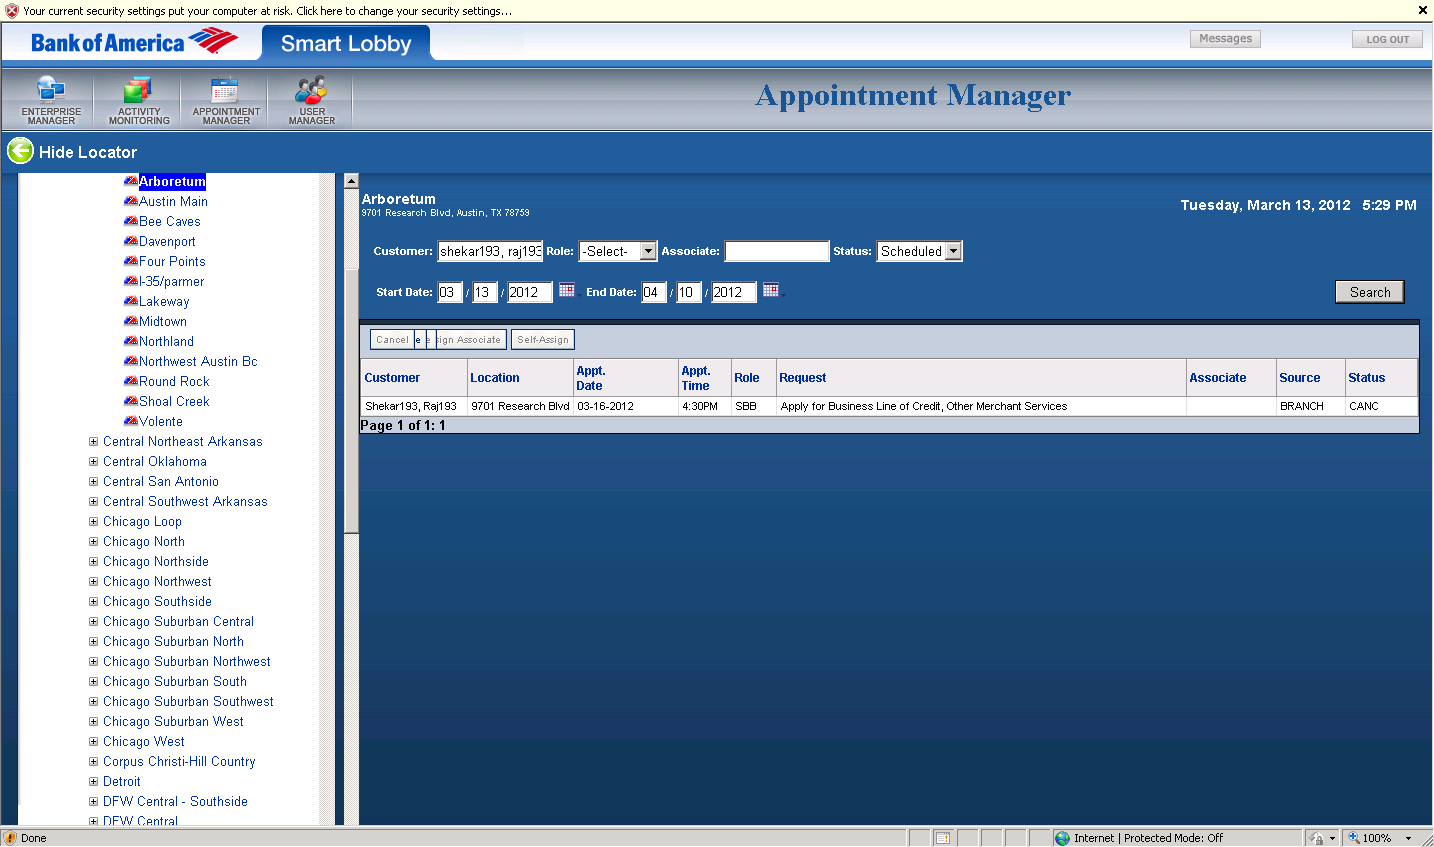 Your current security settings put your computer at risk. Click here to change your security settings...
Bank of America Smart Lobby Messages LOG OUT
ENTERPRISE MANAGER ACTIVITY MONITORING APPOINTMENT MANAGER USER MANAGER
Appointment Manager
Hide Locator
Arboretum
Austin Main
Bee Caves
Davenport
Four Points
I-35/parmer
Lakeway
Midtown
Northland
Northwest Austin Bc
Round Rock
Shoal Creek
Volente
Central Northeast Arkansas
Central Oklahoma
Central San Antonio
Central Southwest Arkansas
Chicago Loop
Chicago North
Chicago Northside
Chicago Northwest
Chicago Southside
Chicago Suburban Central
Chicago Suburban North
Chicago Suburban Northwest
Chicago Suburban South
Chicago Suburban Southwest
Chicago Suburban West
Chicago West
Corpus Christi-Hill Country
Detroit
DFW Central - Southside
DFW Central
Arboretum
9701 Research Blvd, Austin, TX 78759
Tuesday, March 13, 2012 5:29 PM
Customer: shekar193, raj193 Role: -Select- Associate: Status: Scheduled
Start Date: 03 / 13 / 2012 End Date: 04 / 10 / 2012 Search
Cancel e e sign Associate Self-Assign
Customer Location Appt. Date Appt. Time Role Request Associate Source Status
Shekar193, Raj193 9701 Research Blvd 03-16-2012 4:30PM SBB Apply for Business Line of Credit, Other Merchant Services BRANCH CANC
Page 1 of 1: 1
Done Internet | Protected Mode: Off 100%